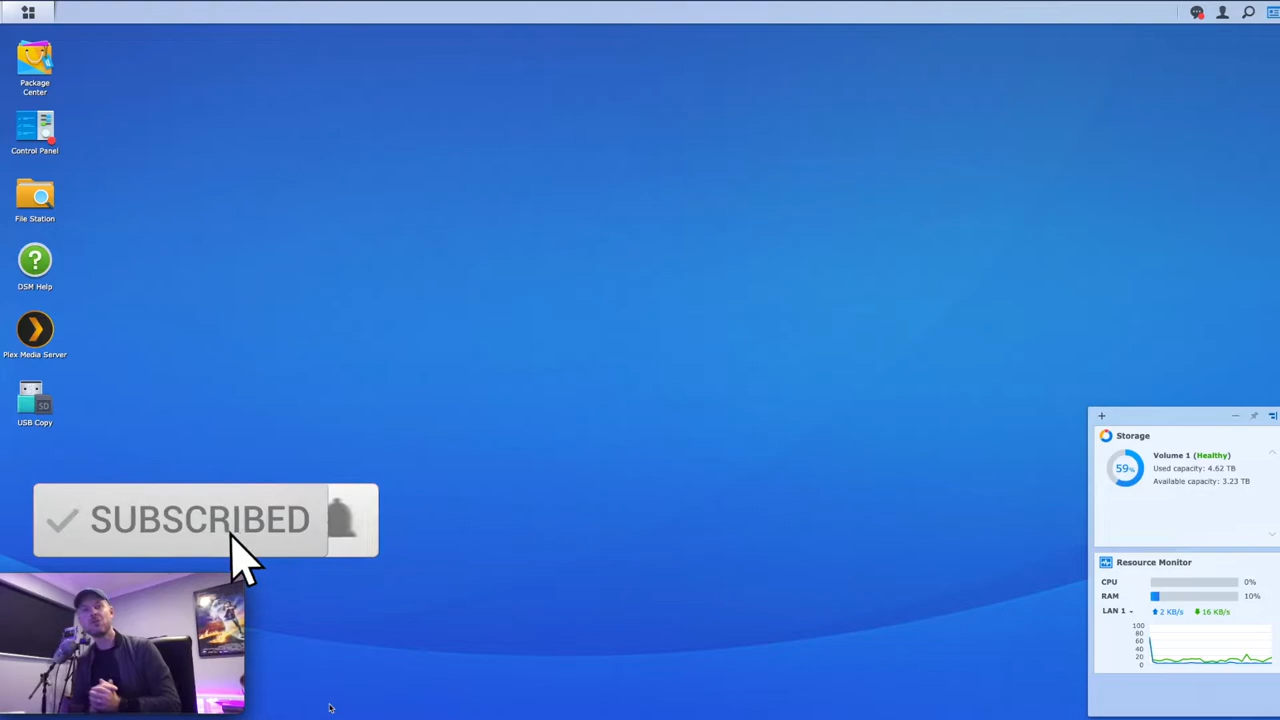 Package
Center
Control Panel
File Station
DSM Help
Plex Media Server
USB Copy
SD
SUBSCRIBED
Storage
59%
Volume 1 (Healthy)
Used capacity: 4.62 TB
Available capacity: 3.23 TB
Resource Monitor
CPU 0%
RAM 10%
LAN 1 2 KB/s 16 KB/s
100
80
60
40
20
0